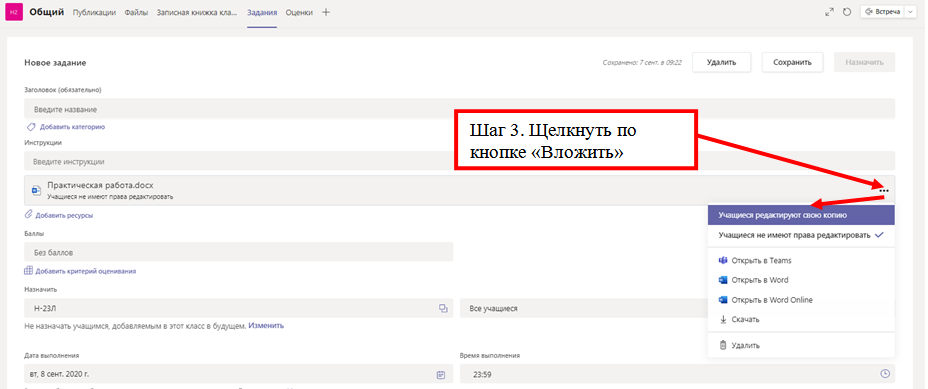 H2 Общий Публикации Файлы Записная книжка кла... Задания Оценки Встреча
Новое задание Сохранено: 7 сент. в 09:22 Удалить Сохранить Назначить
Заголовок (обязательно)
Введите название
Добавить категорию
Шаг 3. Щелкнуть по
кнопке «Вложить»
Инструкции
Введите инструкции
Практическая работа.docx
Учащиеся не имеют права редактировать
Добавить ресурсы
Учащиеся редактируют свою копию
Учащиеся не имеют права редактировать
Открыть в Teams
Открыть в Word
Открыть в Word Online
Скачать
Удалить
Баллы
Без баллов
Добавить критерий оценивания
Назначить
Н-23Л Все учащиеся
Не назначать учащимся, добавляемым в этот класс в будущем. Изменить
Дата выполнения Время выполнения
вт, 8 сент. 2020 г. 23:59